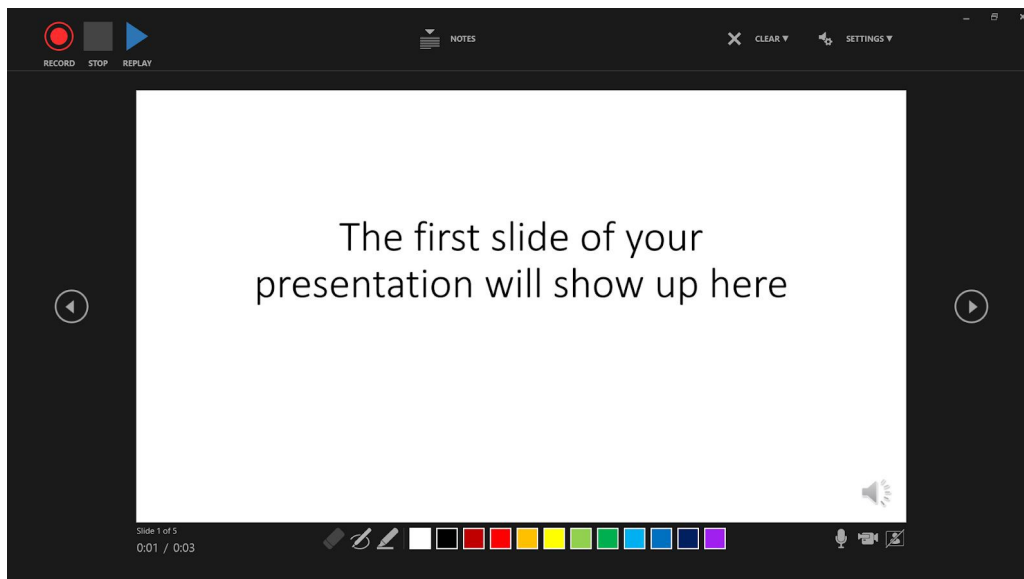 RECORD STOP REPLAY
NOTES
CLEAR ▼
SETTINGS ▼
The first slide of your
presentation will show up here
Slide 1 of 5
0:01 / 0:03